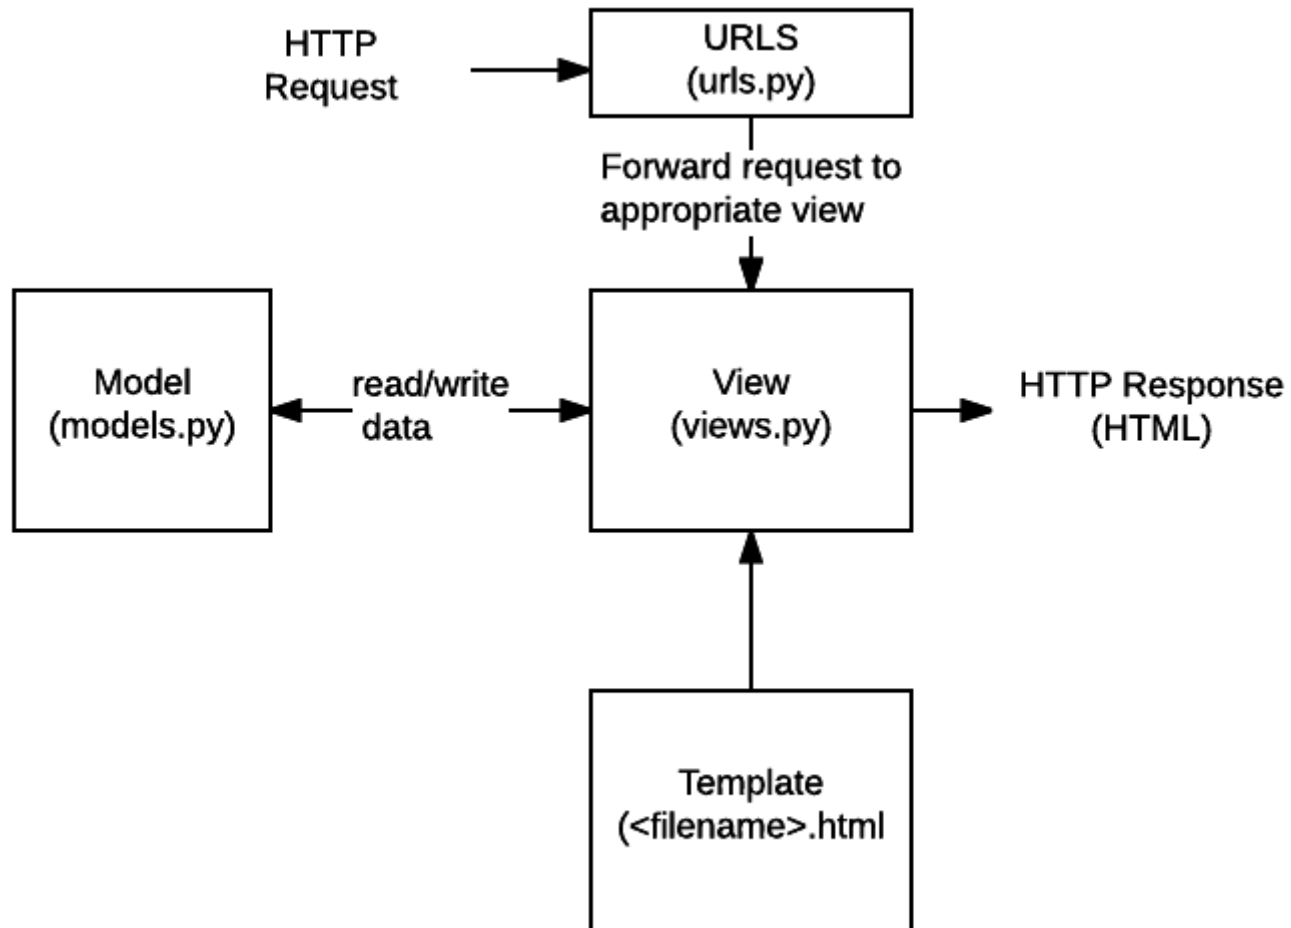 HTTP
Request
URLS
(urls.py)
Forward request to
appropriate view
Model
(models.py)
read/write
data
View
(views.py)
HTTP Response
(HTML)
Template
(<filename>.html